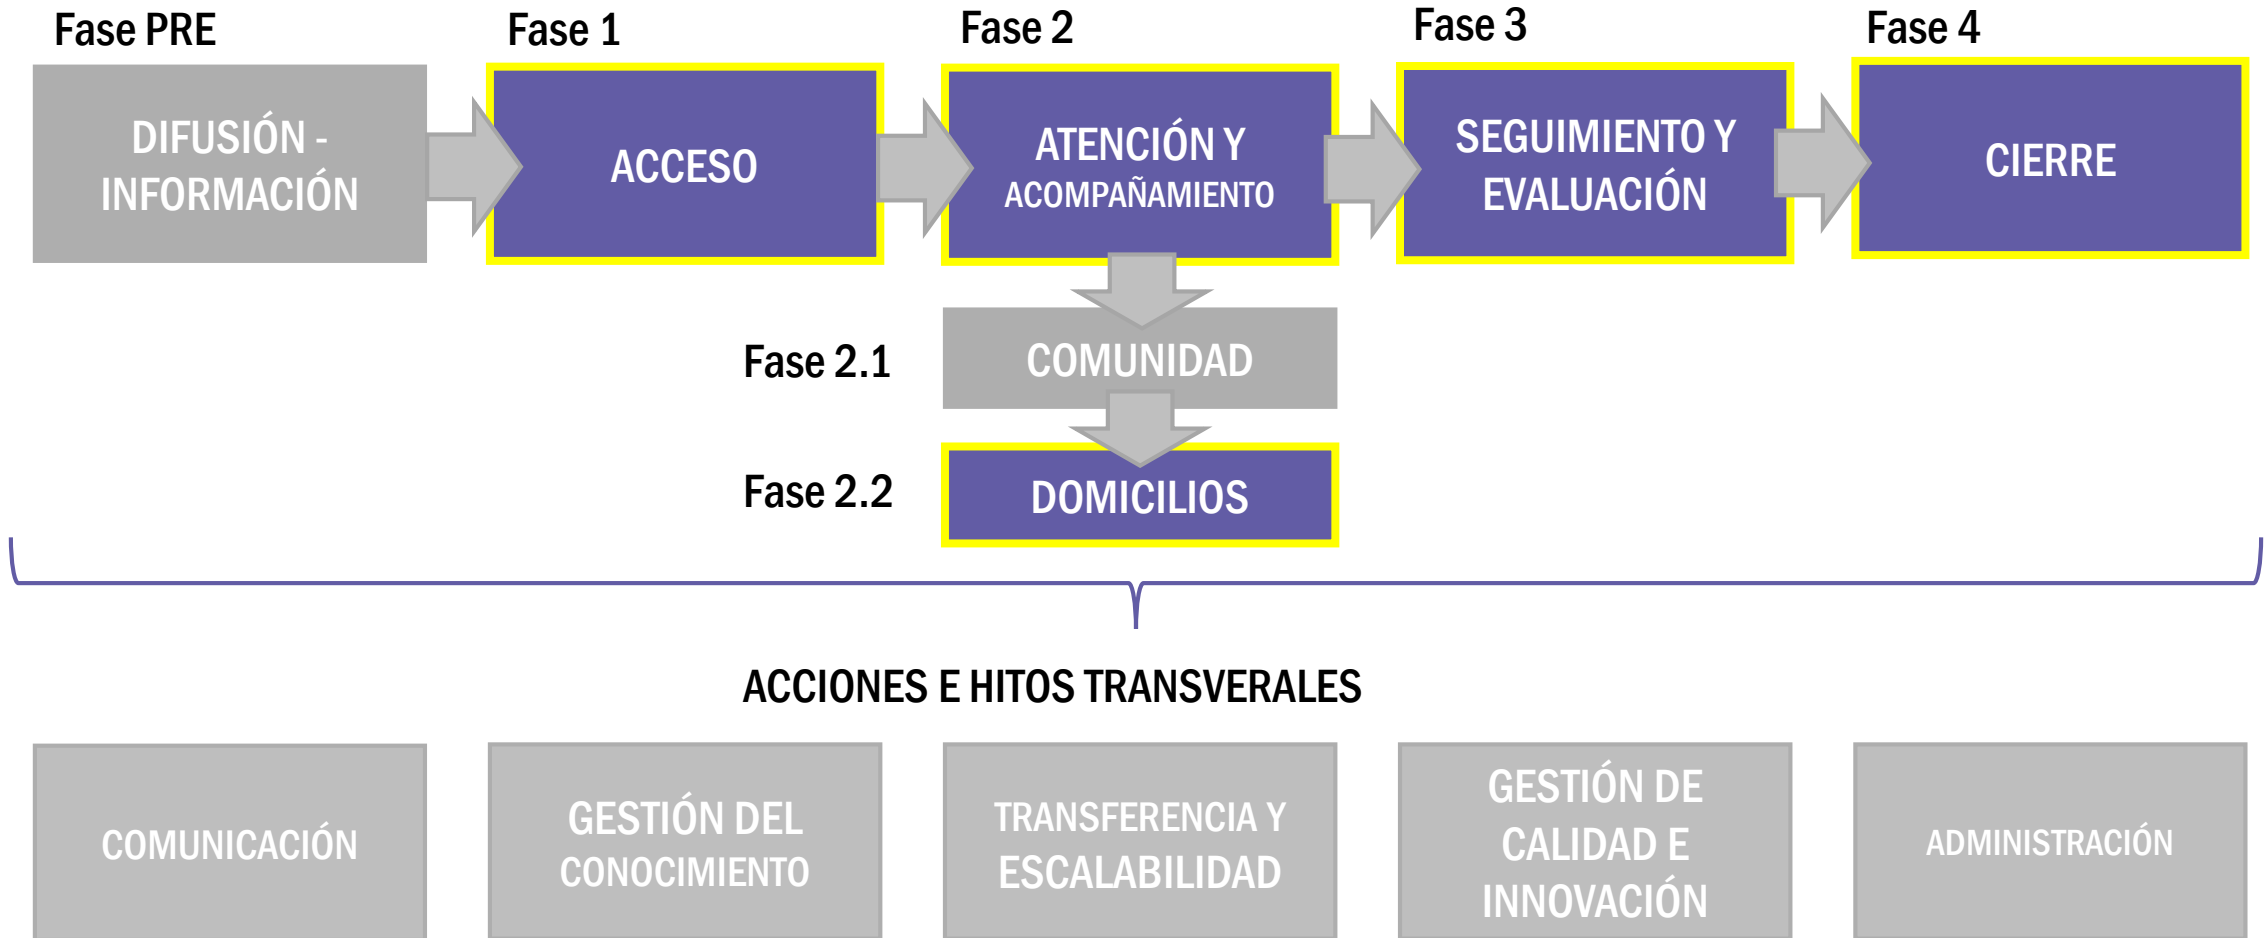 Fase PRE
Fase 1
Fase 2
Fase 3
Fase 4
DIFUSIÓN -
INFORMACIÓN
ACCESO
ATENCIÓN Y
ACOMPAÑAMIENTO
SEGUIMIENTO Y
EVALUACIÓN
CIERRE
Fase 2.1
COMUNIDAD
Fase 2.2
DOMICILIOS
ACCIONES E HITOS TRANSVERALES
COMUNICACIÓN
GESTIÓN DEL
CONOCIMIENTO
TRANSFERENCIA Y
ESCALABILIDAD
GESTIÓN DE
CALIDAD E
INNOVACIÓN
ADMINISTRACIÓN